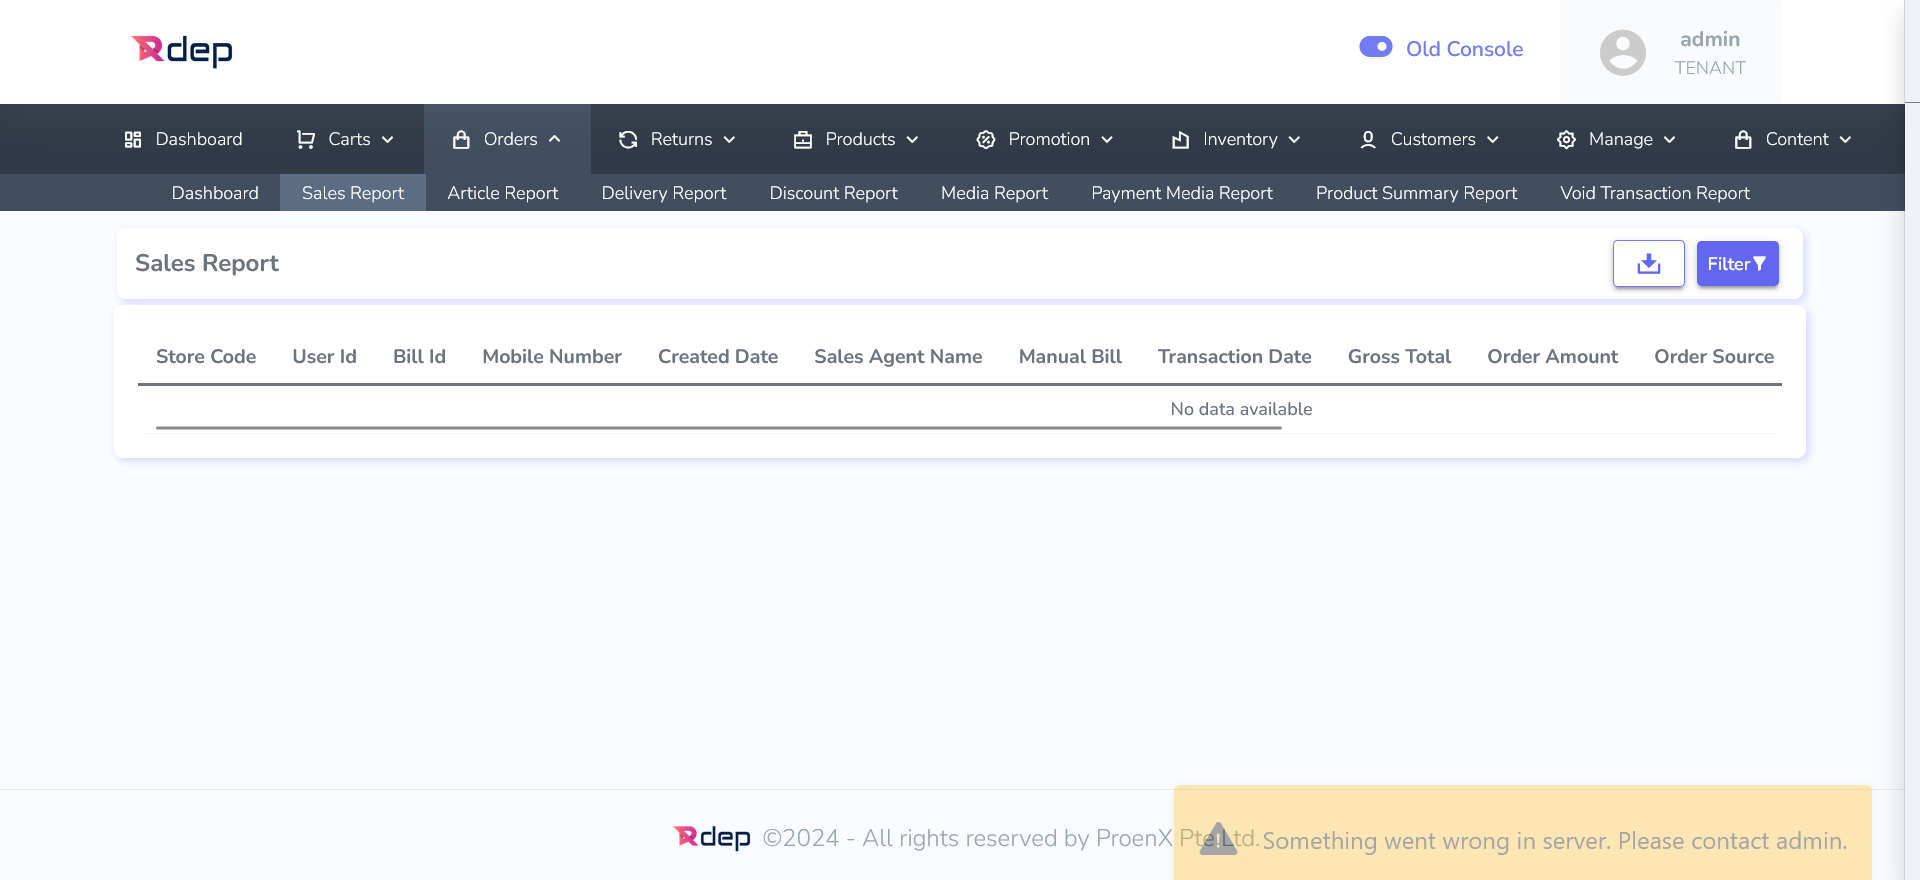 Rdep
Old Console
admin
TENANT
Dashboard Carts Orders Returns Products Promotion Inventory Customers Manage Content
Dashboard Sales Report Article Report Delivery Report Discount Report Media Report Payment Media Report Product Summary Report Void Transaction Report
Sales Report
Filter
Store Code User Id Bill Id Mobile Number Created Date Sales Agent Name Manual Bill Transaction Date Gross Total Order Amount Order Source
No data available
Rdep ©2024 - All rights reserved by ProenX Pte Ltd.
Something went wrong in server. Please contact admin.